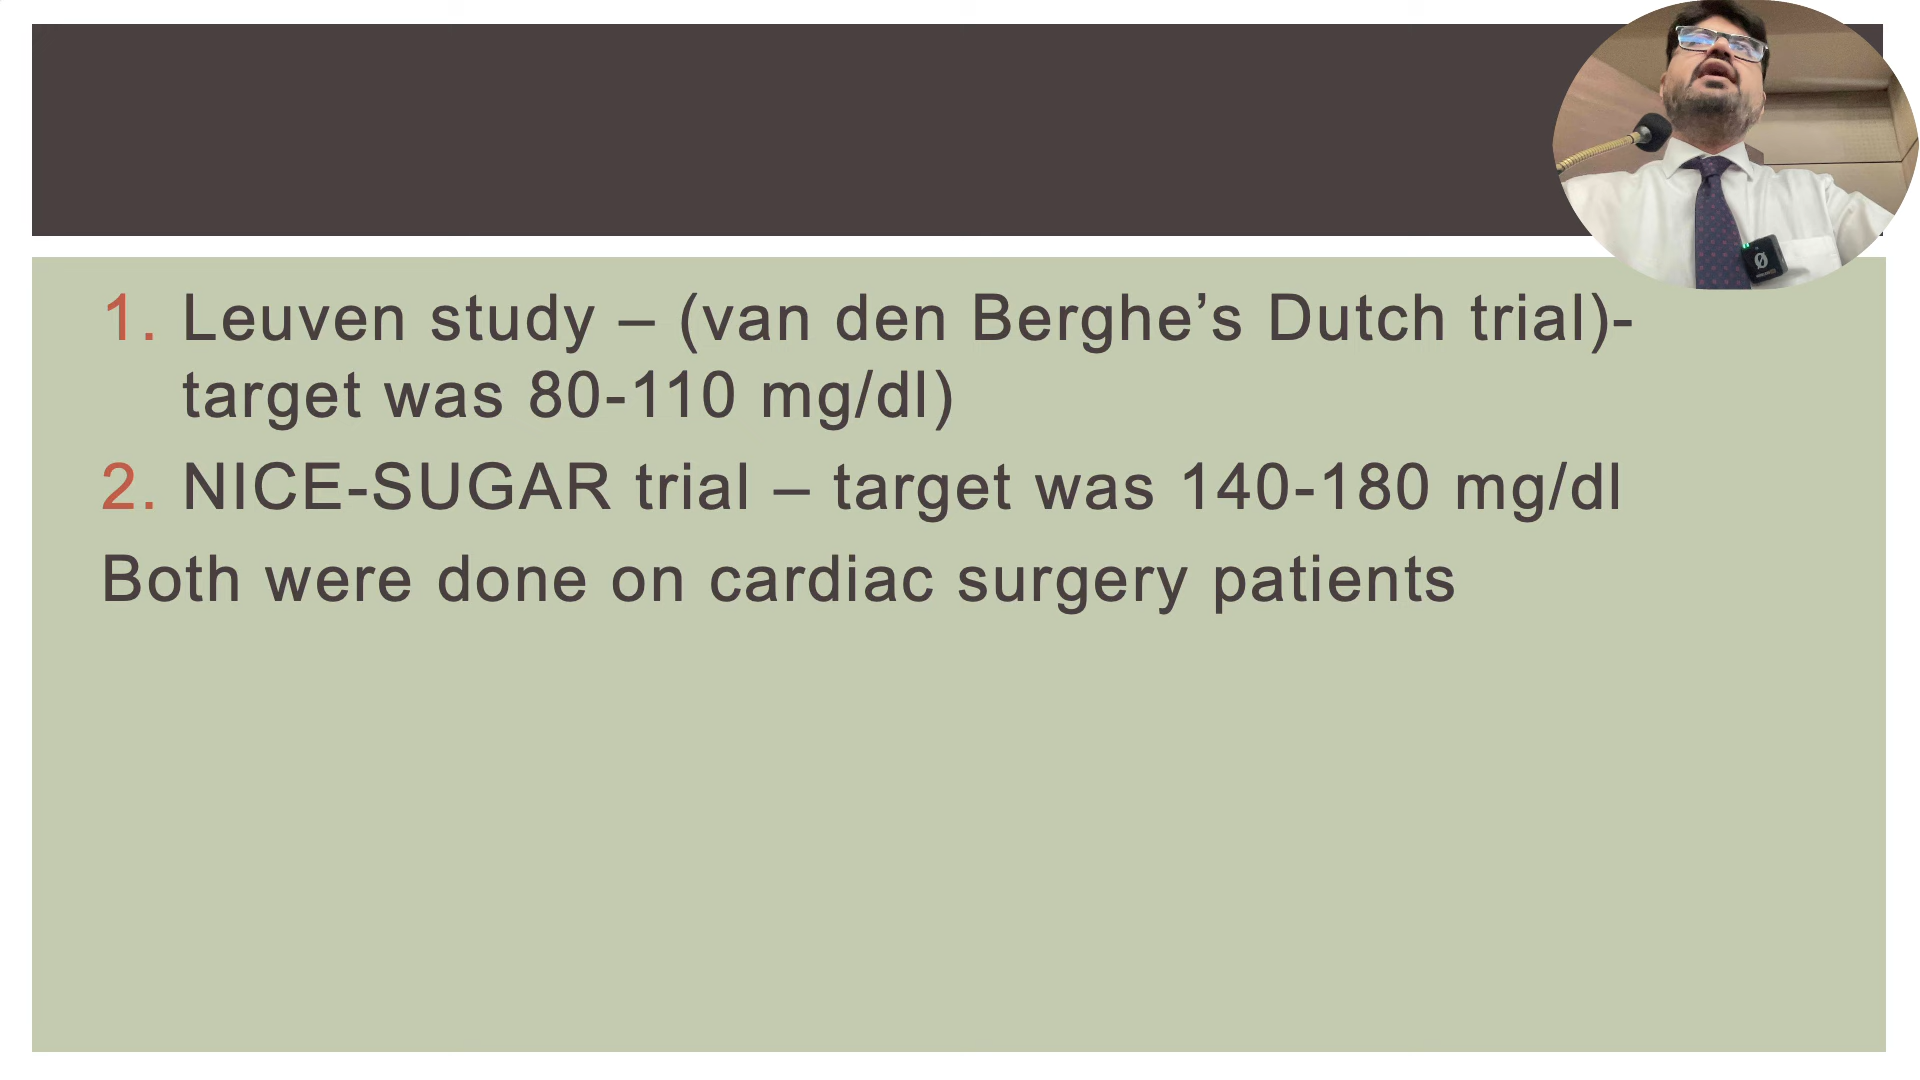 1. Leuven study – (van den Berghe’s Dutch trial)-
target was 80-110 mg/dl)
2. NICE-SUGAR trial – target was 140-180 mg/dl
Both were done on cardiac surgery patients